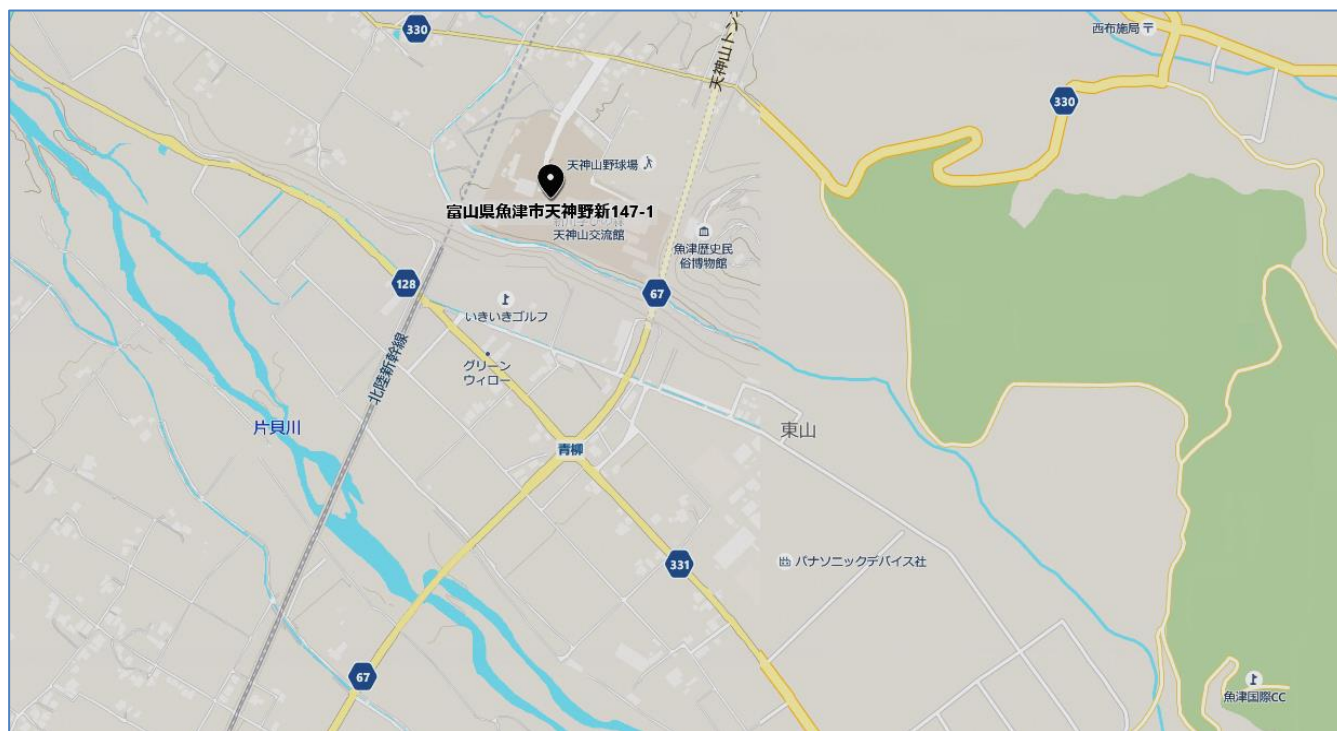 330
西布施局
天神山トン
330
天神山野球場
富山県魚津市天神野新147-1
天神山交流館
魚津歴史民
俗博物館
128
67
いきいきゴルフ
グリーン
ウィロー
北陸新幹線
片貝川
青柳
東山
331
パナソニックデバイス社
67
魚津国際CC